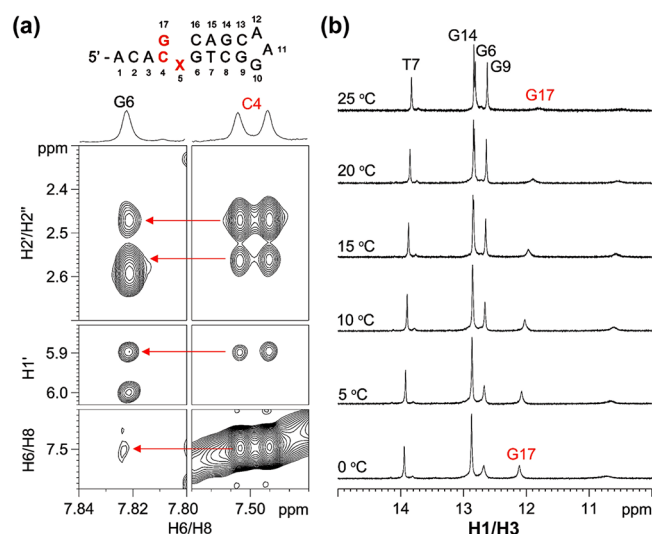 (a)
17 16 15 14 13 12
G C A G C A
A 11
5' - A C A C X G T C G G
1 2 3 4 5 6 7 8 9 10
G6 C4
ppm
2.4
2.5
2.6
H2'/H2"
5.9
6.0
H1'
7.5
H6/H8
7.84 7.82 7.80 7.50 ppm
H6/H8
(b)
G14
G6
T7 G9
G17
25 °C
20 °C
15 °C
10 °C
5 °C
G17
0 °C
14 13 12 11 ppm
H1/H3